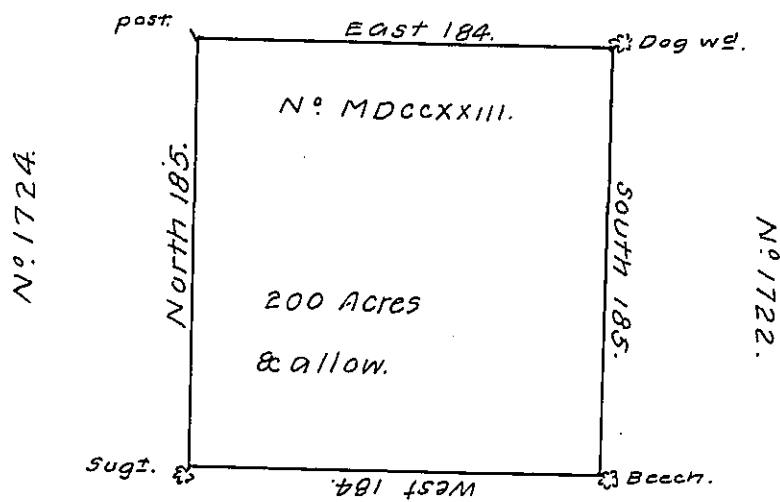 post.
East 184.
Dog wd.
No. MDCCXXIII.
No. 1724.
North 185.
South 185.
No. 1722.
200 Acres
& allow.
Sugr.
West 184.
Beech.